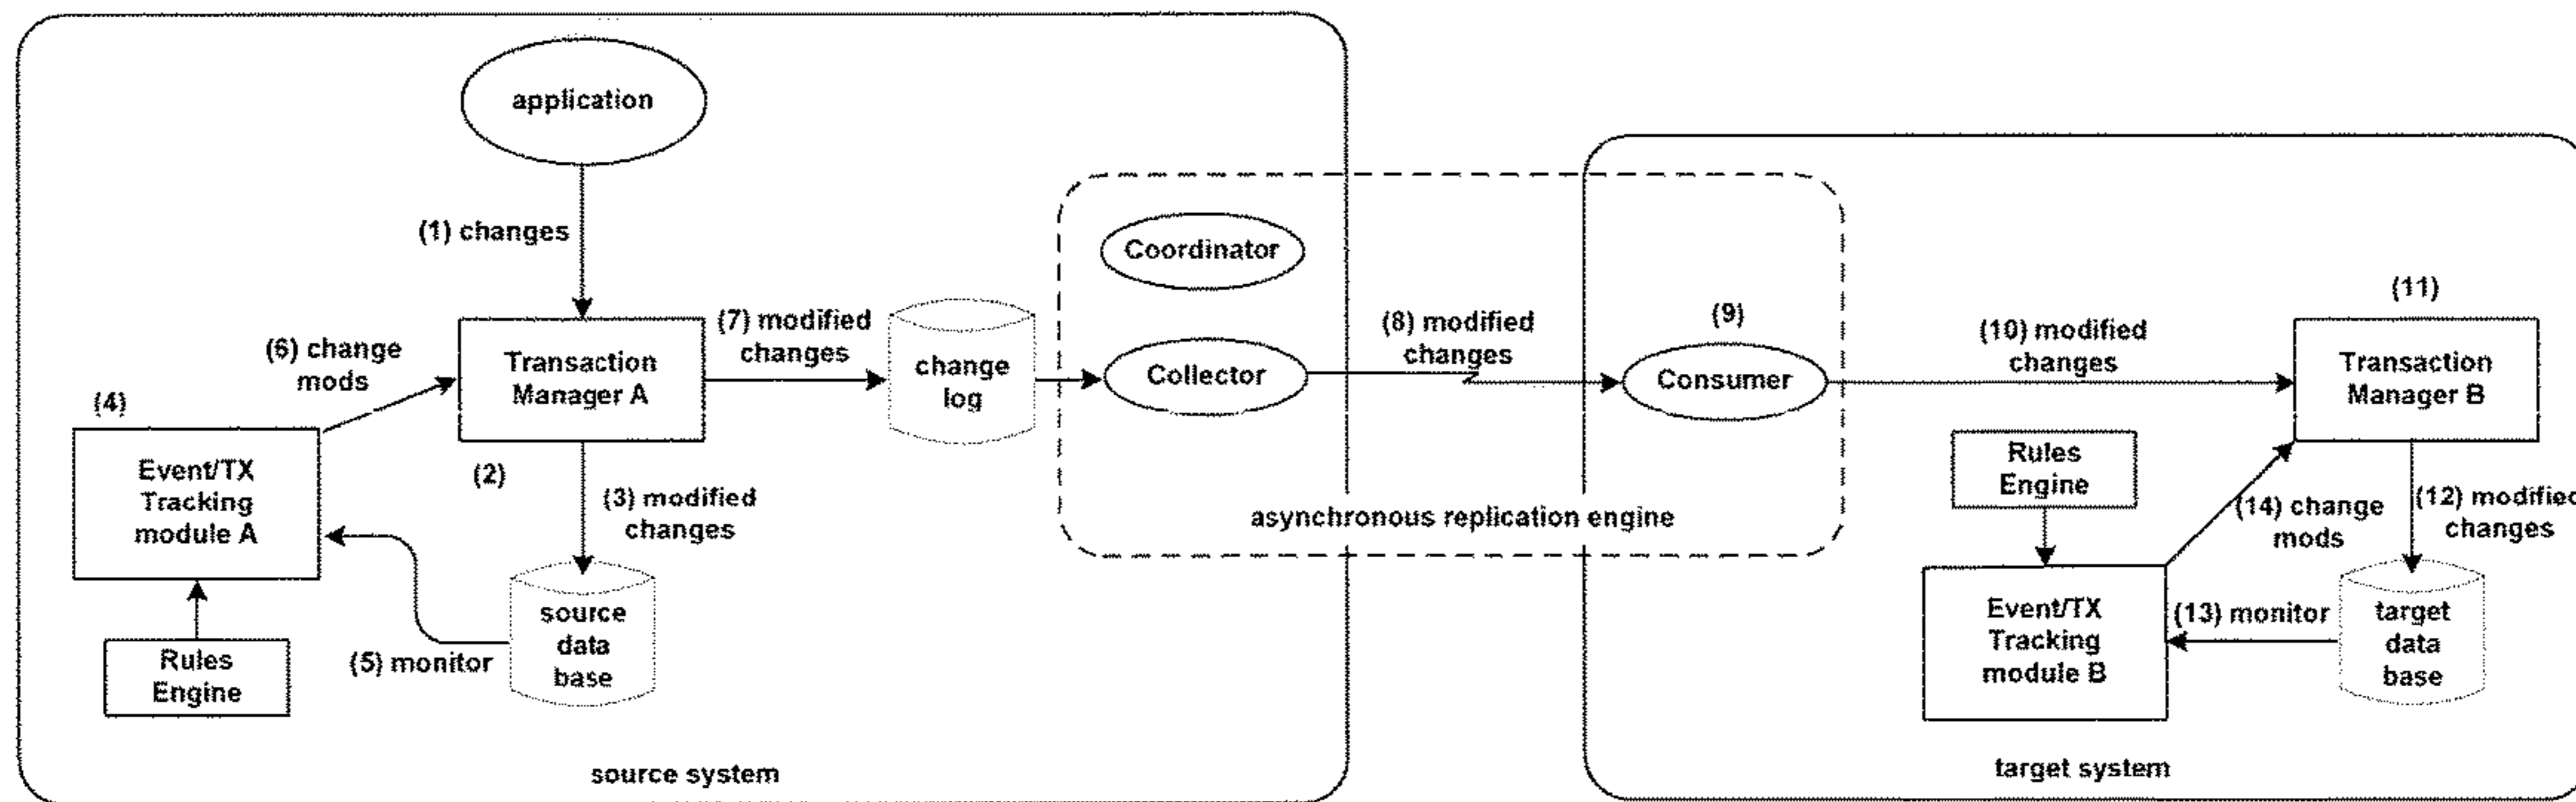 application
(1) changes
Transaction
Manager A
(2)
(3) modified
changes
source
data
base
(4)
Event/TX
Tracking
module A
Rules
Engine
(5) monitor
(6) change
mods
(7) modified
changes
change
log
Coordinator
Collector
asynchronous replication engine
(8) modified
changes
(9)
Consumer
(10) modified
changes
(11)
Transaction
Manager B
(12) modified
changes
target
data
base
(13) monitor
Rules
Engine
Event/TX
Tracking
module B
(14) change
mods
source system
target system